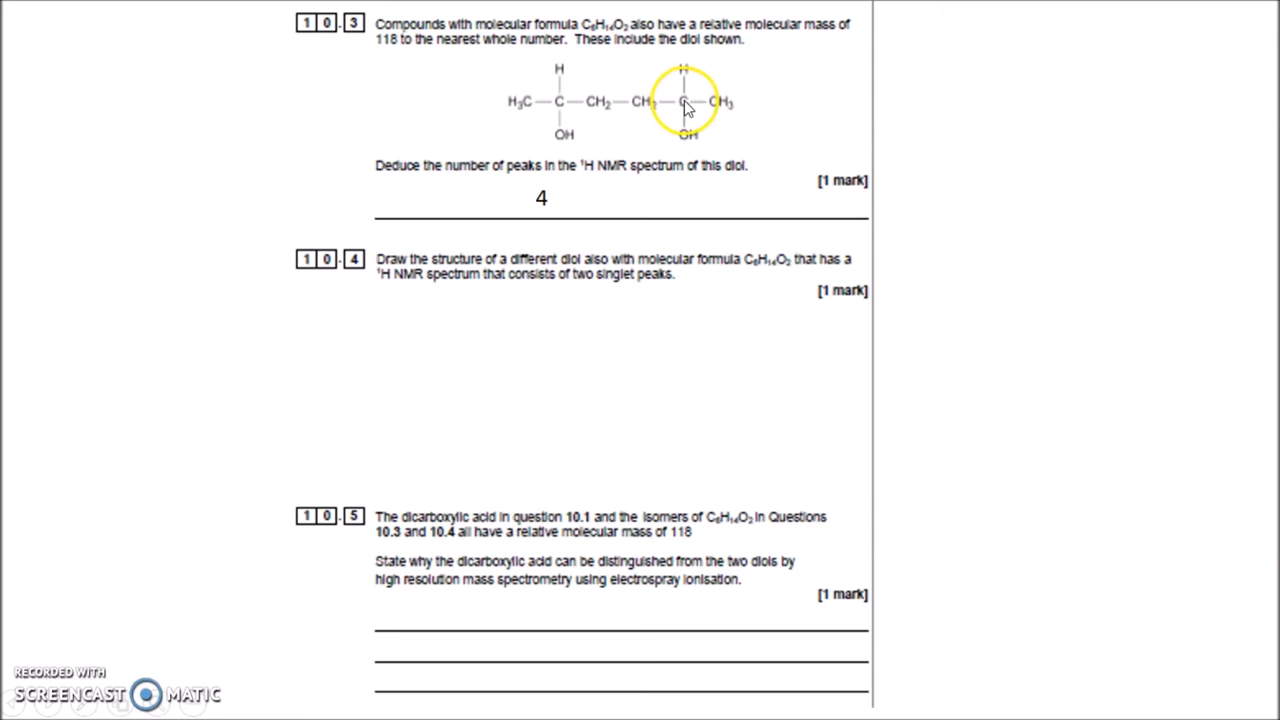 10.3 Compounds with molecular formula C₆H₁₄O₂ also have a relative molecular mass of
118 to the nearest whole number. These include the diol shown.
H H
H₃C—C—CH₂—CH₂—C—CH₃
OH OH
Deduce the number of peaks in the ¹H NMR spectrum of this diol.
[1 mark]
4
10.4 Draw the structure of a different diol also with molecular formula C₆H₁₄O₂ that has a
¹H NMR spectrum that consists of two singlet peaks.
[1 mark]
10.5 The dicarboxylic acid in question 10.1 and the isomers of C₆H₁₄O₂ in Questions
10.3 and 10.4 all have a relative molecular mass of 118
State why the dicarboxylic acid can be distinguished from the two diols by
high resolution mass spectrometry using electrospray ionisation.
[1 mark]
RECORDED WITH
SCREENCAST MATIC